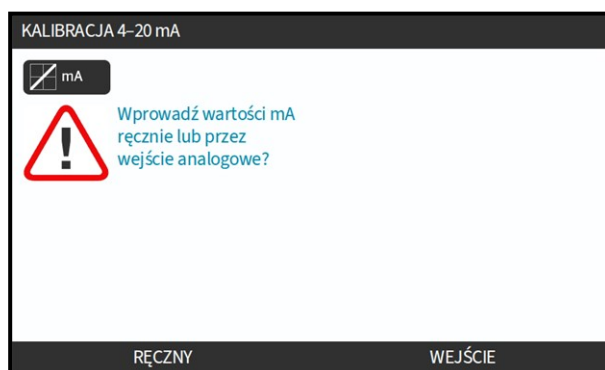 KALIBRACJA 4–20 mA
mA
Wprowadź wartości mA
ręcznie lub przez
wejście analogowe?
RĘCZNY WEJŚCIE